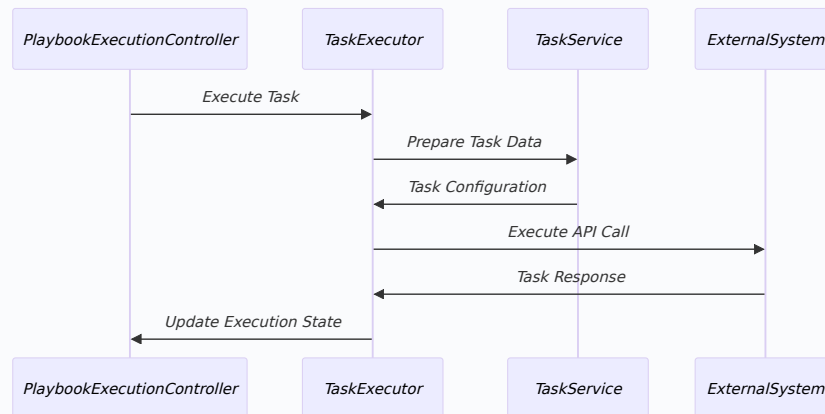 PlaybookExecutionController TaskExecutor TaskService ExternalSystem
Execute Task
Prepare Task Data
Task Configuration
Execute API Call
Task Response
Update Execution State
PlaybookExecutionController TaskExecutor TaskService ExternalSystem